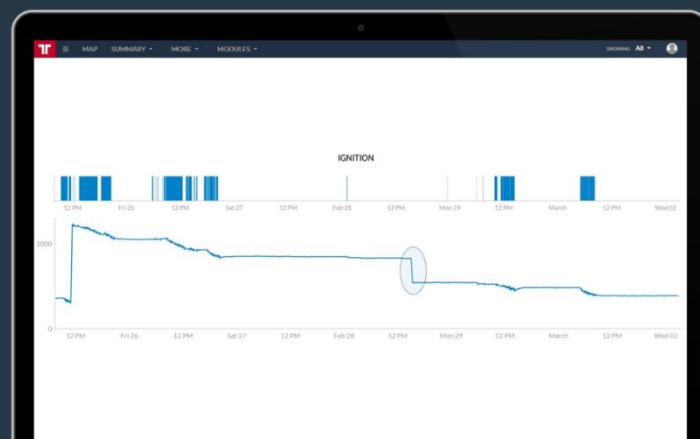 MAP SUMMARY MORE MODULES SHOWING All
IGNITION
12 PM Fri 26 12 PM Sat 27 12 PM Feb 28 12 PM Mon 29 12 PM March 12 PM Wed 02
1000
0
12 PM Fri 26 12 PM Sat 27 12 PM Feb 28 12 PM Mon 29 12 PM March 12 PM Wed 02